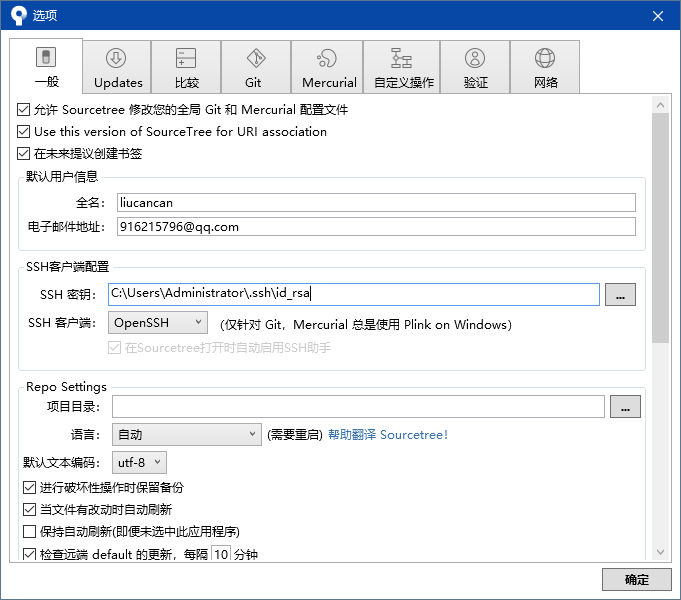 选项
一般 Updates 比较 Git Mercurial 自定义操作 验证 网络
允许 Sourcetree 修改您的全局 Git 和 Mercurial 配置文件
Use this version of SourceTree for URI association
在未来提议创建书签
默认用户信息
全名： liucancan
电子邮件地址： 916215796@qq.com
SSH客户端配置
SSH 密钥： C:\Users\Administrator\.ssh\id_rsa ...
SSH 客户端： OpenSSH (仅针对 Git，Mercurial 总是使用 Plink on Windows)
在Sourcetree打开时自动启用SSH助手
Repo Settings
项目目录： ...
语言： 自动 (需要重启) 帮助翻译 Sourcetree!
默认文本编码： utf-8
进行破坏性操作时保留备份
当文件有改动时自动刷新
保持自动刷新(即便未选中此应用程序)
检查远端 default 的更新，每隔 10 分钟
确定